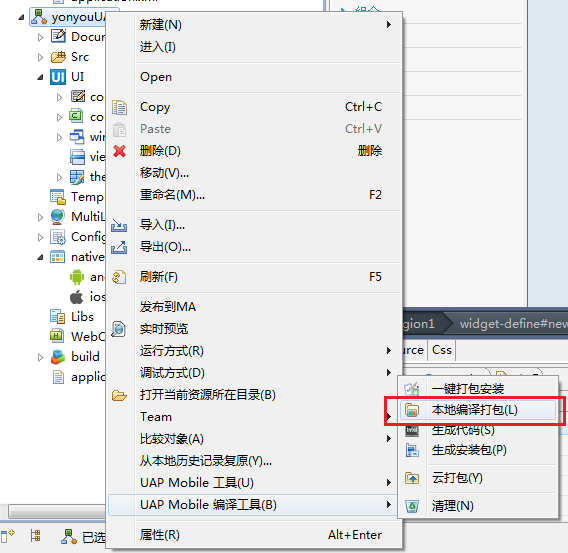 yonyouUA
Docum
Src
UI
co
co
win
view
the
Temp
MultiL
Config
native
an
ios
Libs
WebC
build
applic
新建(N)
进入(I)
Open
Copy Ctrl+C
Paste Ctrl+V
删除(D) 删除
移动(V)...
重命名(M)... F2
导入(I)...
导出(O)...
刷新(F) F5
发布到MA
实时预览
运行方式(R)
调试方式(D)
打开当前资源所在目录(B)
Team
比较对象(A)
从本地历史记录复原(Y)...
UAP Mobile 工具(U)
UAP Mobile 编译工具(B)
属性(R) Alt+Enter
gion1 widget-define#new
urce Css
一键打包安装
本地编译打包(L)
生成代码(S)
生成安装包(P)
云打包(Y)
清理(N)
已选